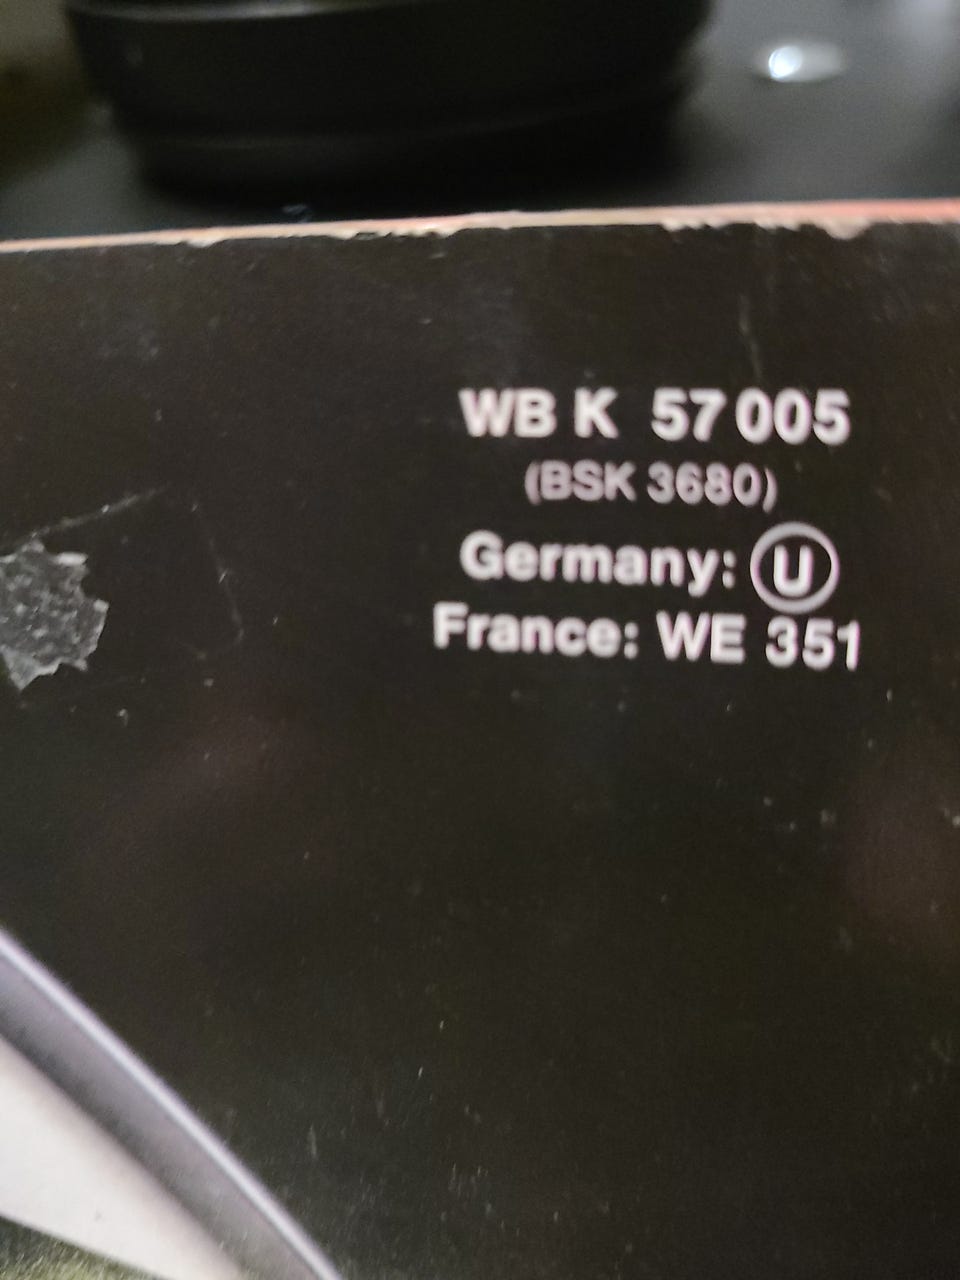 WB K 57 005
(BSK 3680)
Germany: Ⓤ
France: WE 351